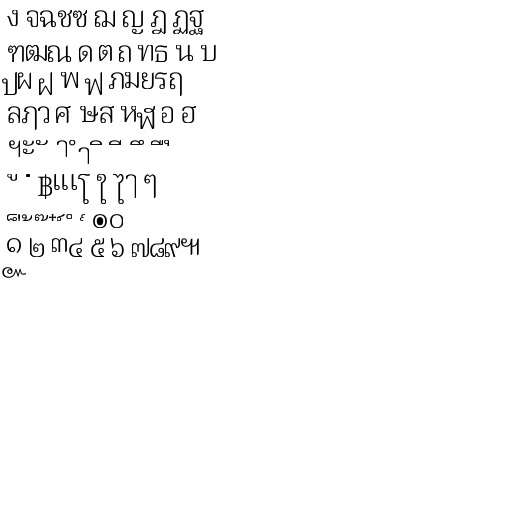 ง จฉชซ ฌ ญ ฎ ฏฐ
ฑฒณ ด ต ถ ทธ น บ
ปผ ฝ พ ฟ ภมยรฤ
ลฦว ศ ษส หฬ อ ฮ
ฯะ ั า ำ ิ ี ึ ื ุ
ู ฺ ฿เแโ ใ ไๅ ๆ
็ ่ ้ ๊ ๋ ์ ํ ๎ ๏๐
๑ ๒ ๓๔ ๕๖ ๗๘๙๚
๛